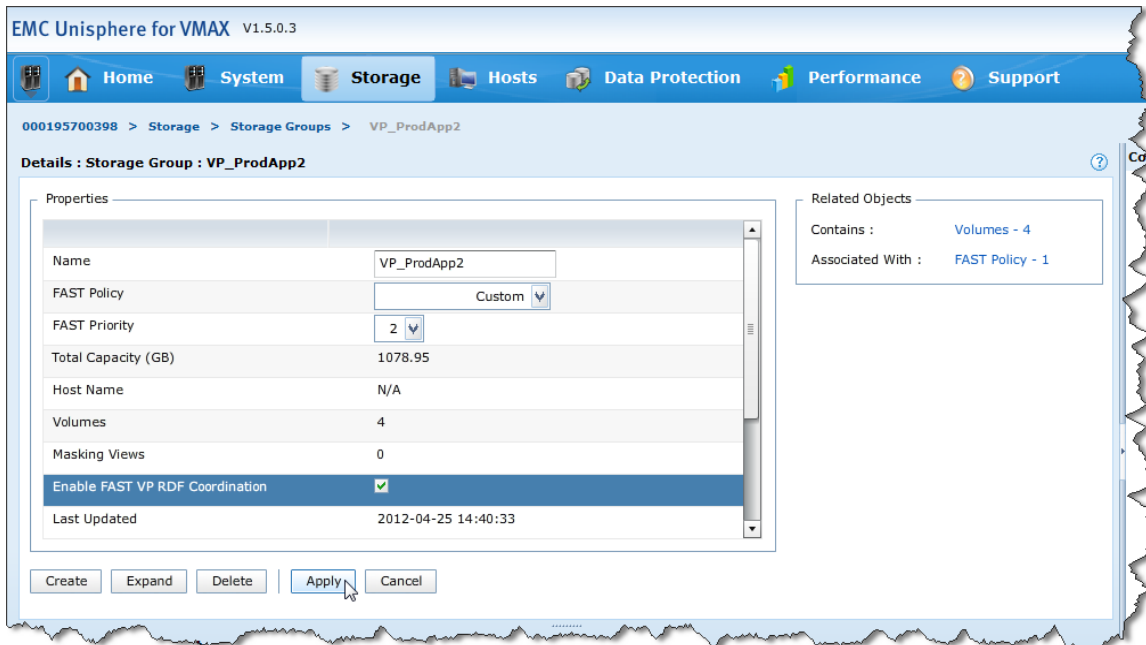 EMC Unisphere for VMAX V1.5.0.3
Home System Storage Hosts Data Protection Performance Support
000195700398 > Storage > Storage Groups > VP_ProdApp2
Details : Storage Group : VP_ProdApp2
Properties
Name VP_ProdApp2
FAST Policy Custom
FAST Priority 2
Total Capacity (GB) 1078.95
Host Name N/A
Volumes 4
Masking Views 0
Enable FAST VP RDF Coordination
Last Updated 2012-04-25 14:40:33
Create Expand Delete Apply Cancel
Related Objects
Contains : Volumes - 4
Associated With : FAST Policy - 1